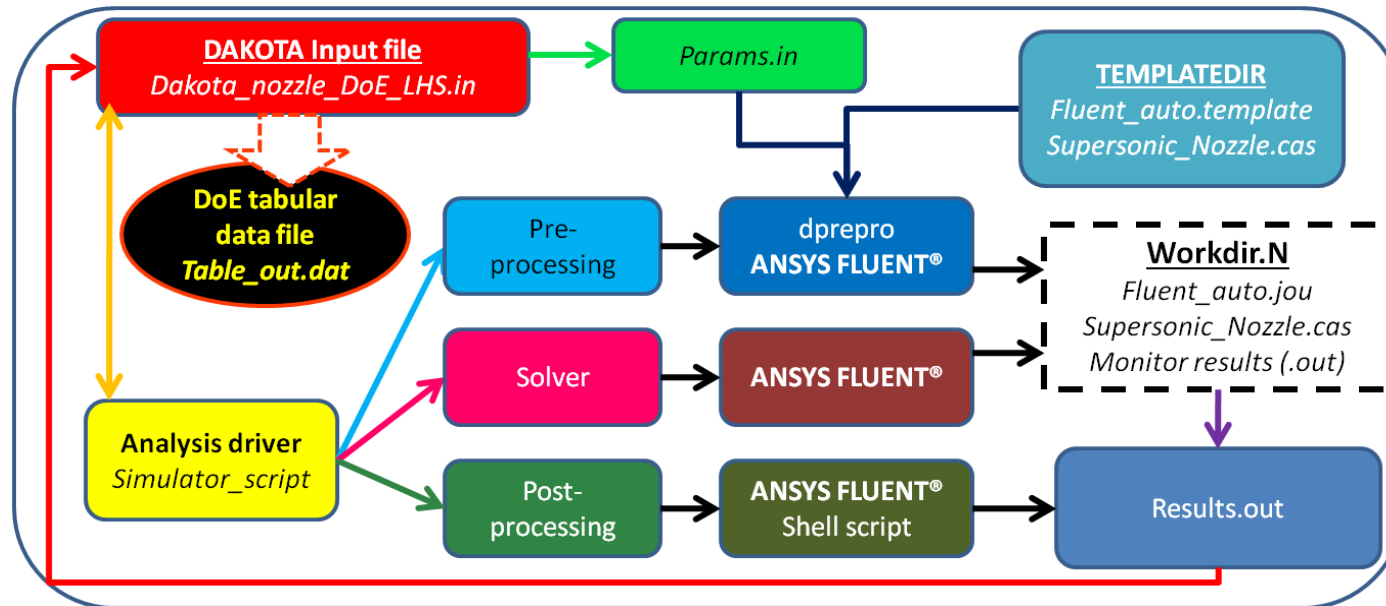 DAKOTA Input file
Dakota_nozzle_DoE_LHS.in
Params.in
TEMPLATEDIR
Fluent_auto.template
Supersonic_Nozzle.cas
DoE tabular
data file
Table_out.dat
Pre-
processing
dprepro
ANSYS FLUENT®
Workdir.N
Fluent_auto.jou
Supersonic_Nozzle.cas
Monitor results (.out)
Solver
ANSYS FLUENT®
Analysis driver
Simulator_script
Post-
processing
ANSYS FLUENT®
Shell script
Results.out